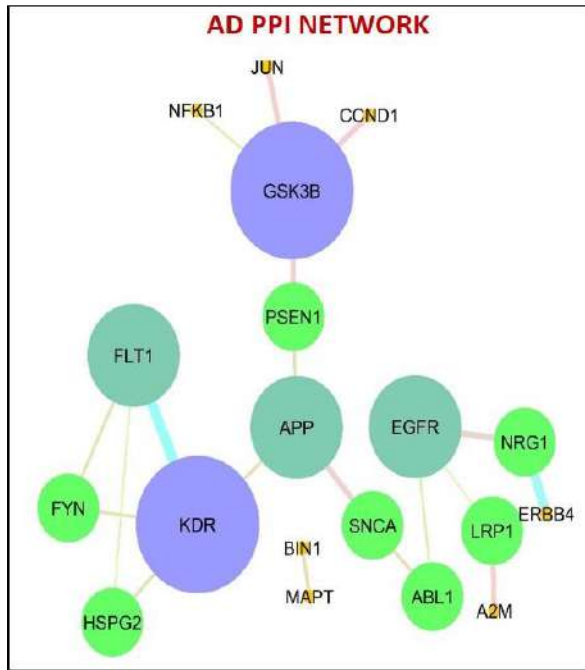 AD PPI NETWORK
JUN
NFKB1
CCND1
GSK3B
PSEN1
FLT1
APP
EGFR
NRG1
FYN
KDR
SNCA
LRP1
ERBB4
BIN1
MAPT
ABL1
A2M
HSPG2